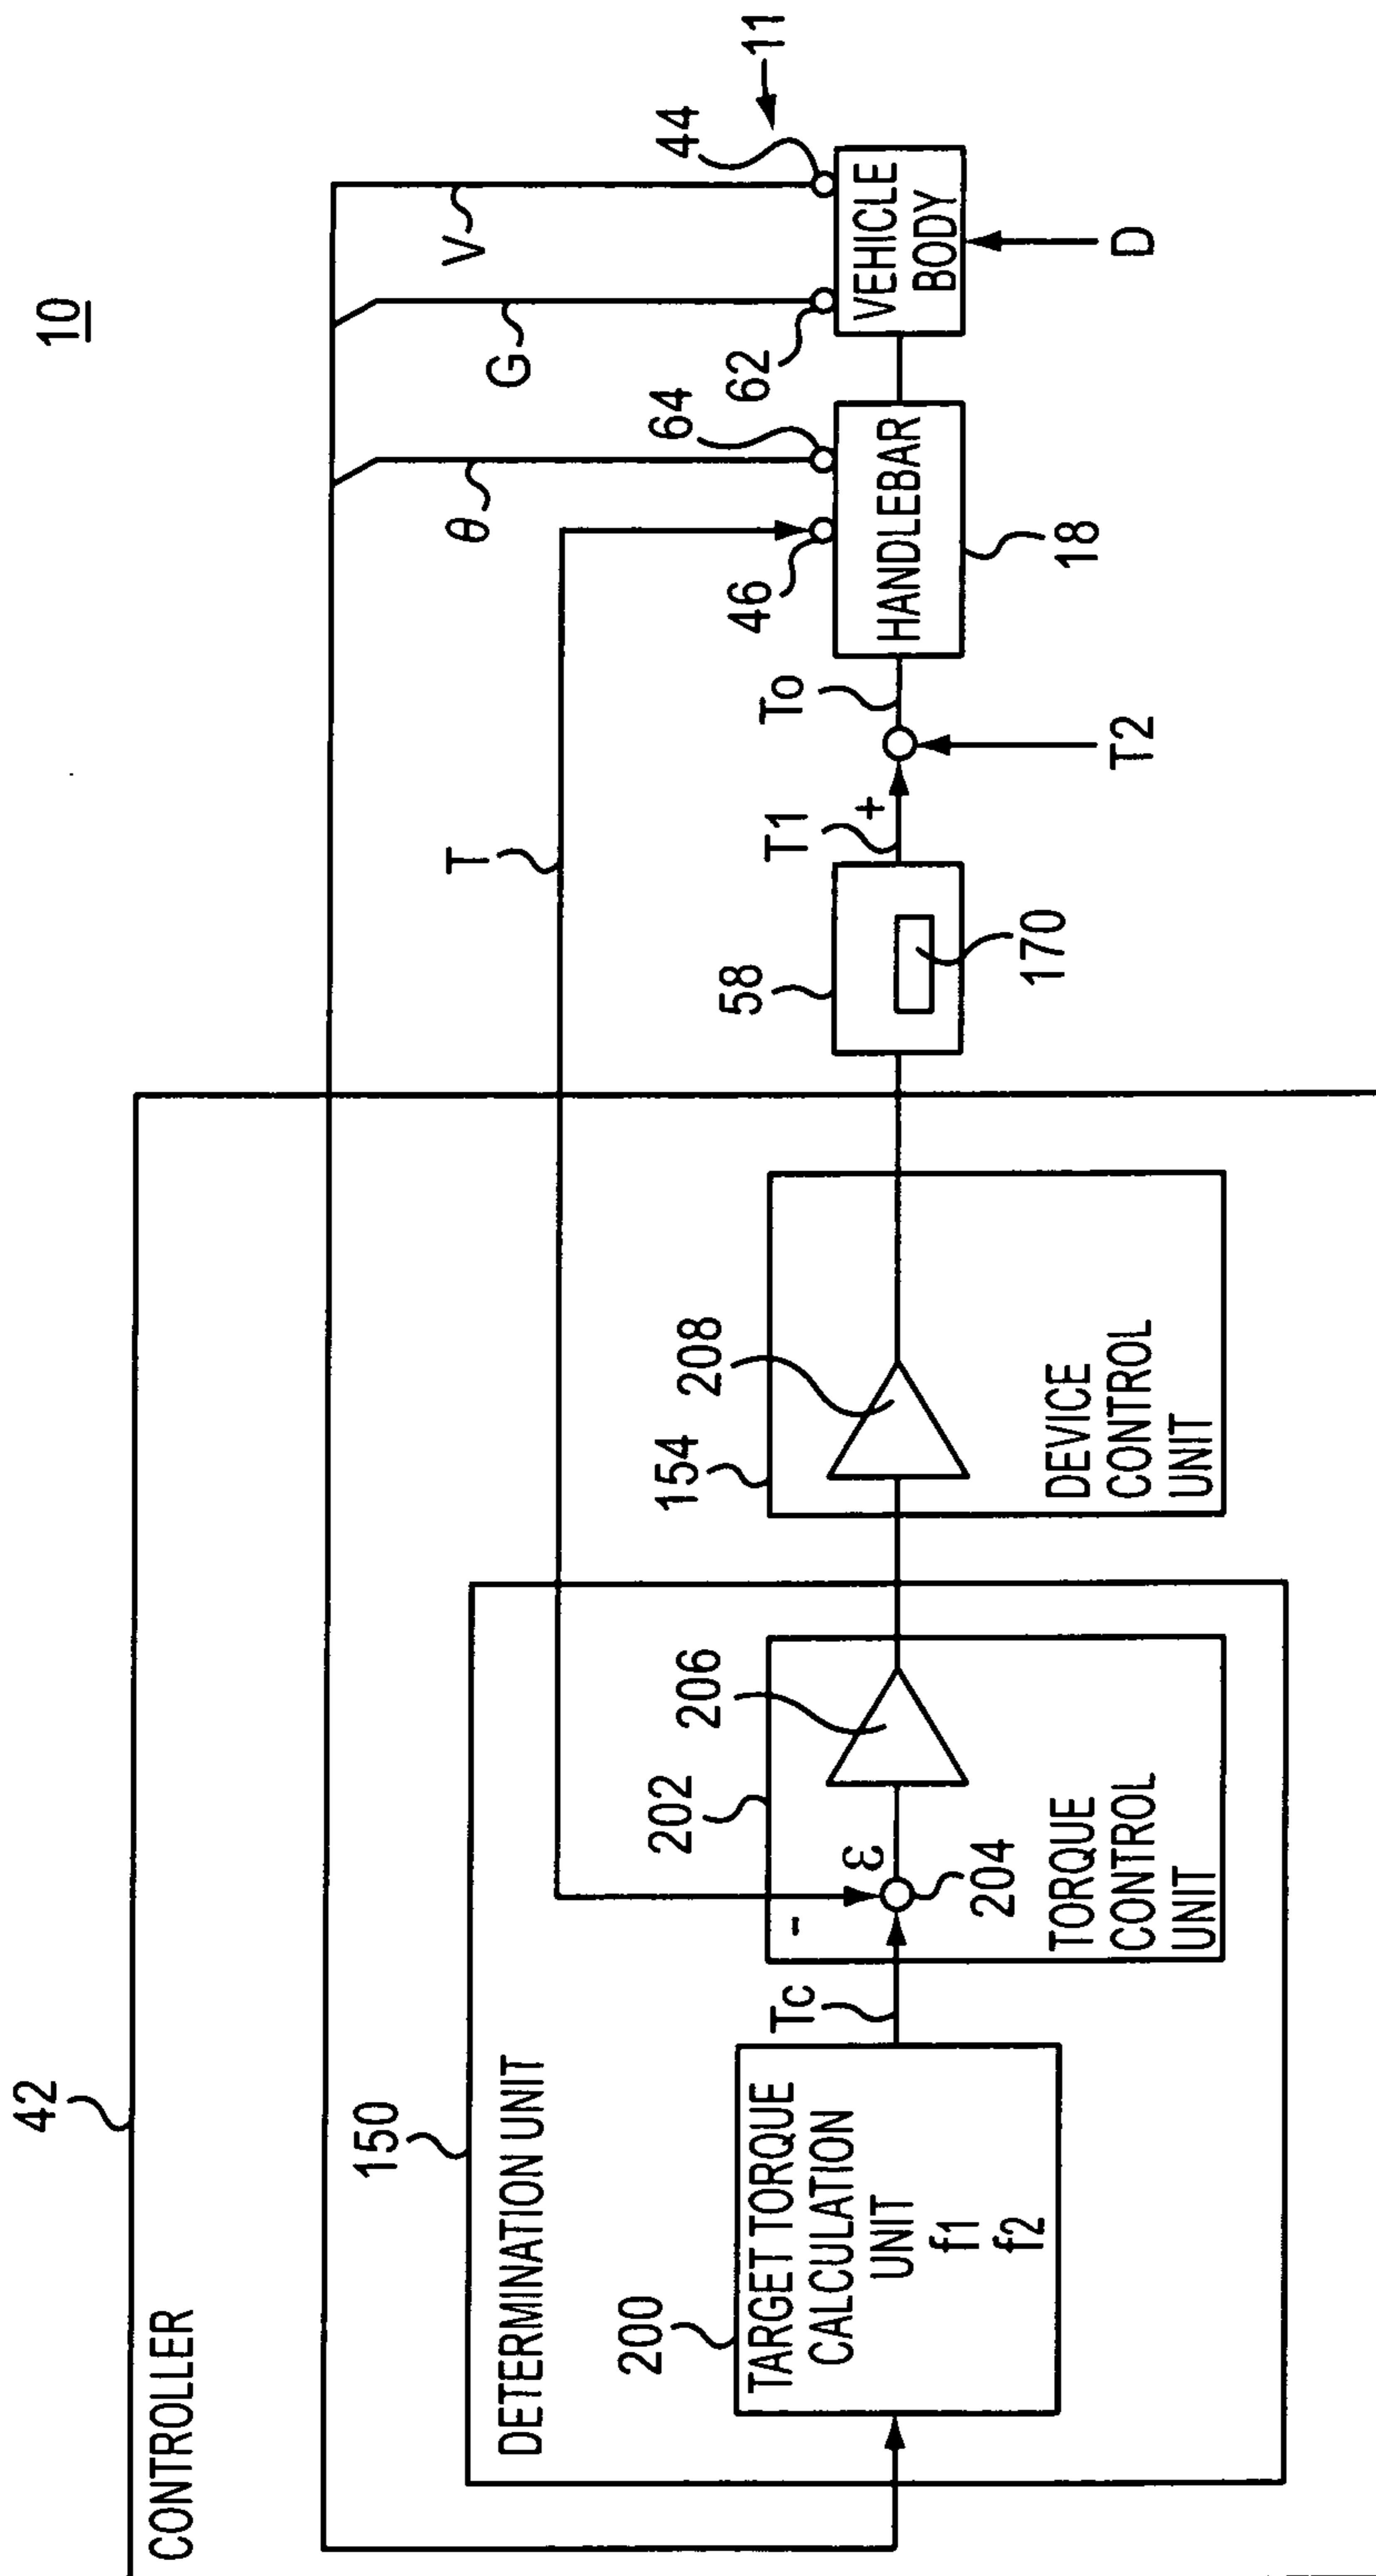 10
42
CONTROLLER
150
DETERMINATION UNIT
200
TARGET TORQUE
CALCULATION
UNIT
f1
f2
Tc
202
-
ε
204
206
TORQUE
CONTROL
UNIT
154
208
DEVICE
CONTROL
UNIT
T
58
170
T1
+
To
T2
46
θ
64
HANDLEBAR
18
G
62
V
44
11
VEHICLE
BODY
D